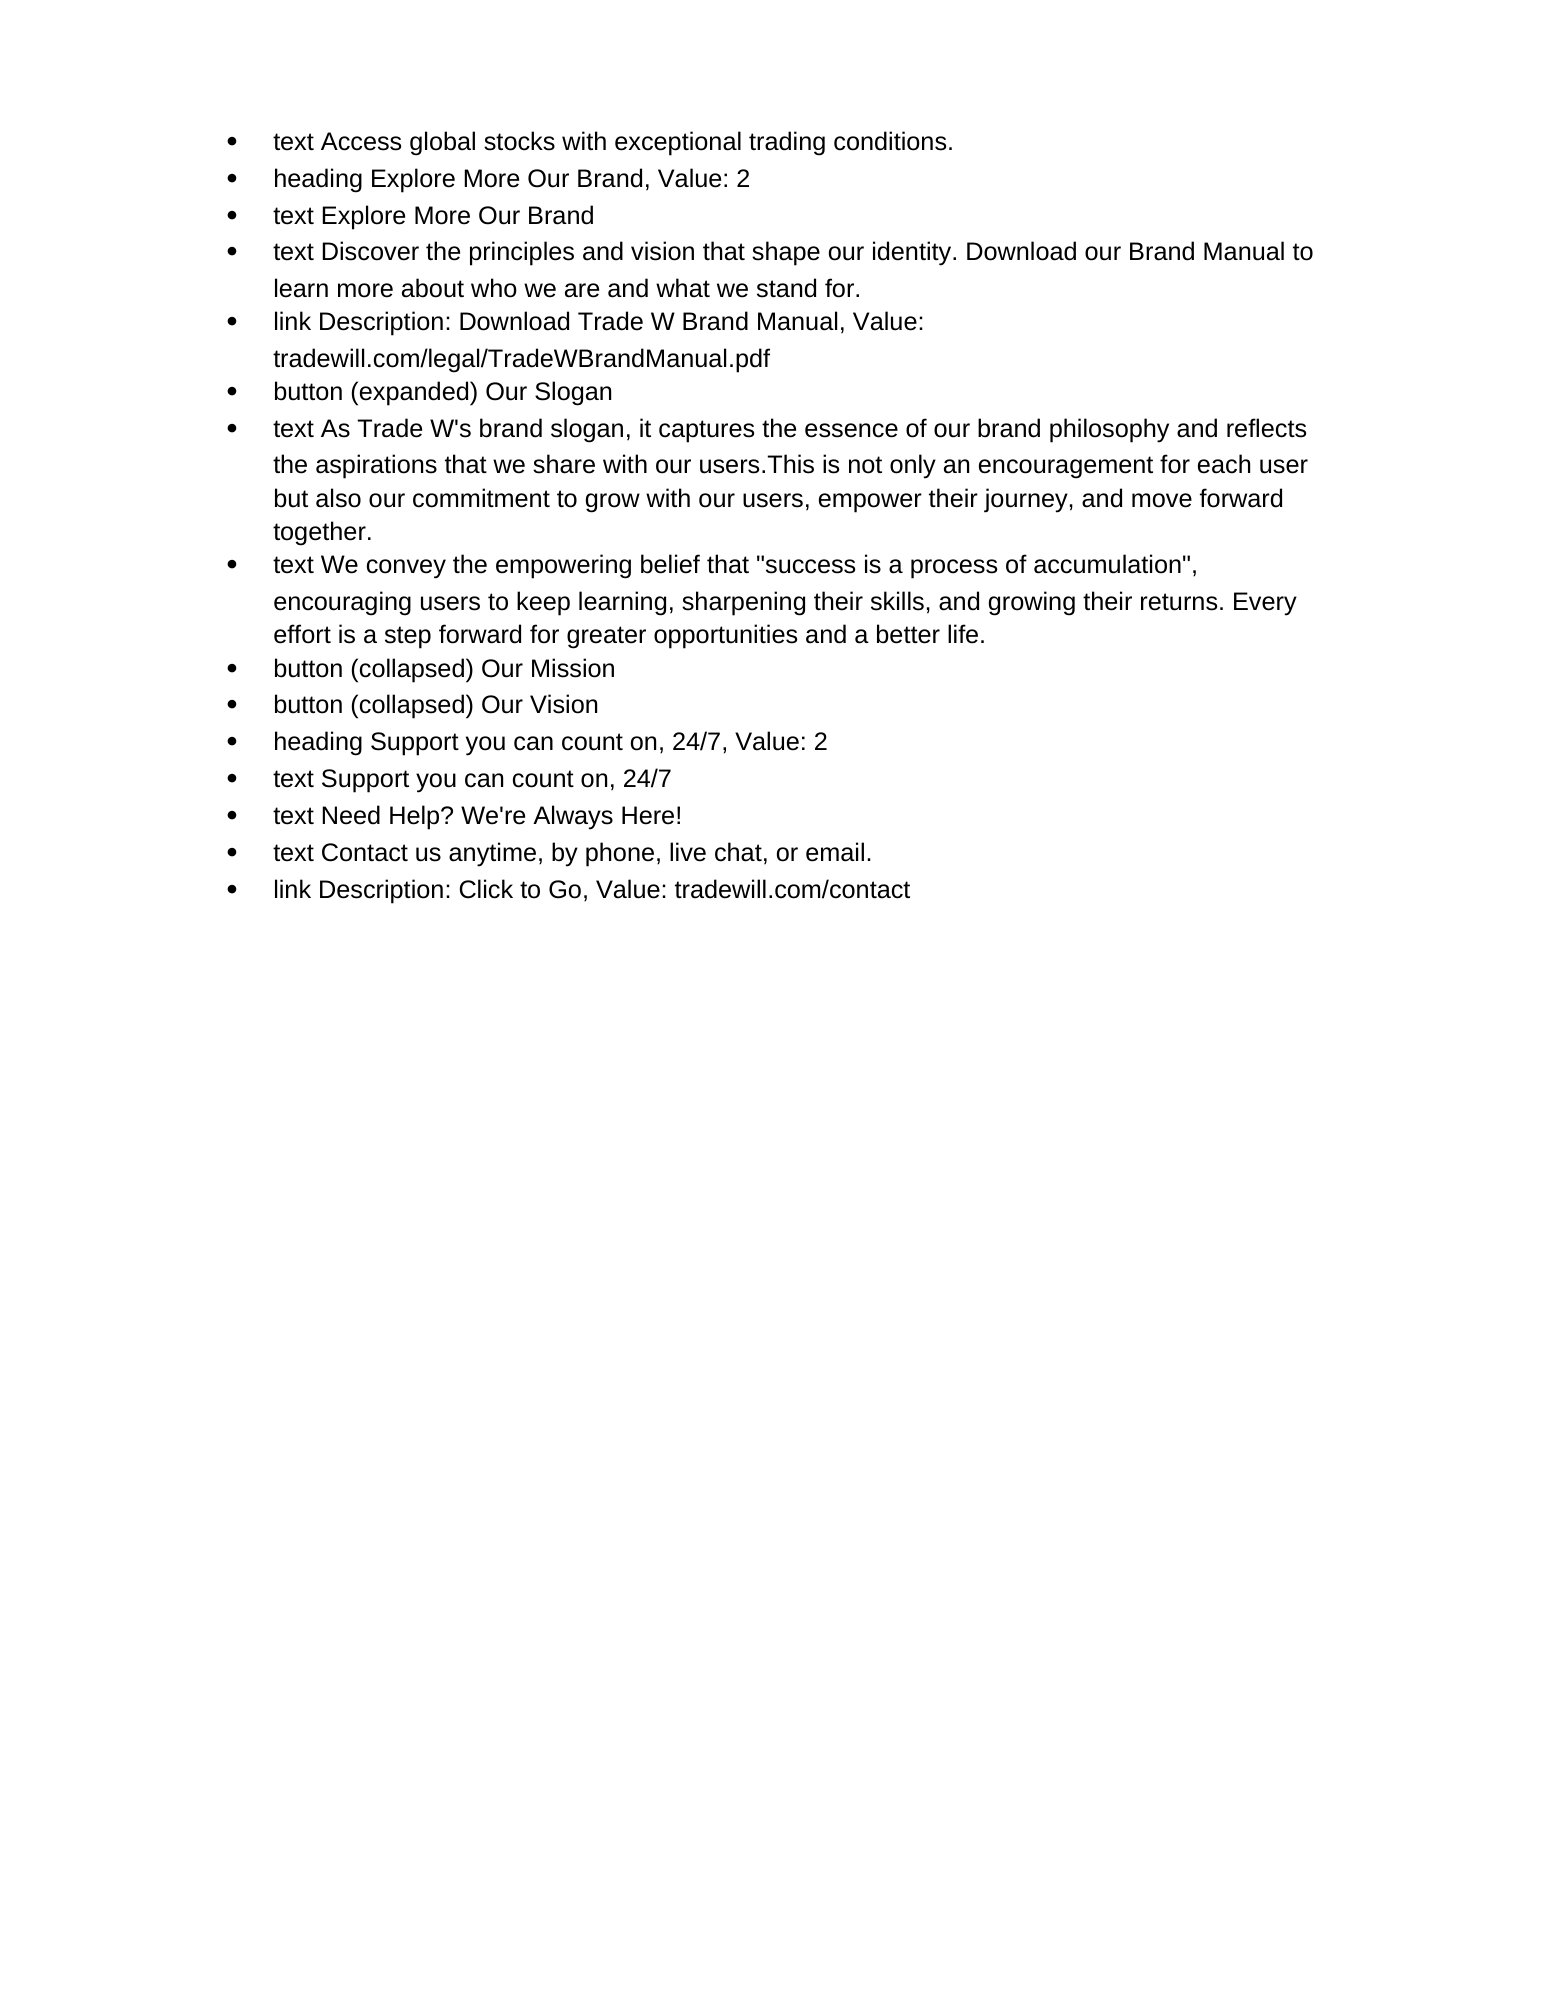 • text Access global stocks with exceptional trading conditions.
• heading Explore More Our Brand, Value: 2
• text Explore More Our Brand
• text Discover the principles and vision that shape our identity. Download our Brand Manual to
learn more about who we are and what we stand for.
• link Description: Download Trade W Brand Manual, Value:
tradewill.com/legal/TradeWBrandManual.pdf
• button (expanded) Our Slogan
• text As Trade W's brand slogan, it captures the essence of our brand philosophy and reflects
the aspirations that we share with our users.This is not only an encouragement for each user
but also our commitment to grow with our users, empower their journey, and move forward
together.
• text We convey the empowering belief that "success is a process of accumulation",
encouraging users to keep learning, sharpening their skills, and growing their returns. Every
effort is a step forward for greater opportunities and a better life.
• button (collapsed) Our Mission
• button (collapsed) Our Vision
• heading Support you can count on, 24/7, Value: 2
• text Support you can count on, 24/7
• text Need Help? We're Always Here!
• text Contact us anytime, by phone, live chat, or email.
• link Description: Click to Go, Value: tradewill.com/contact